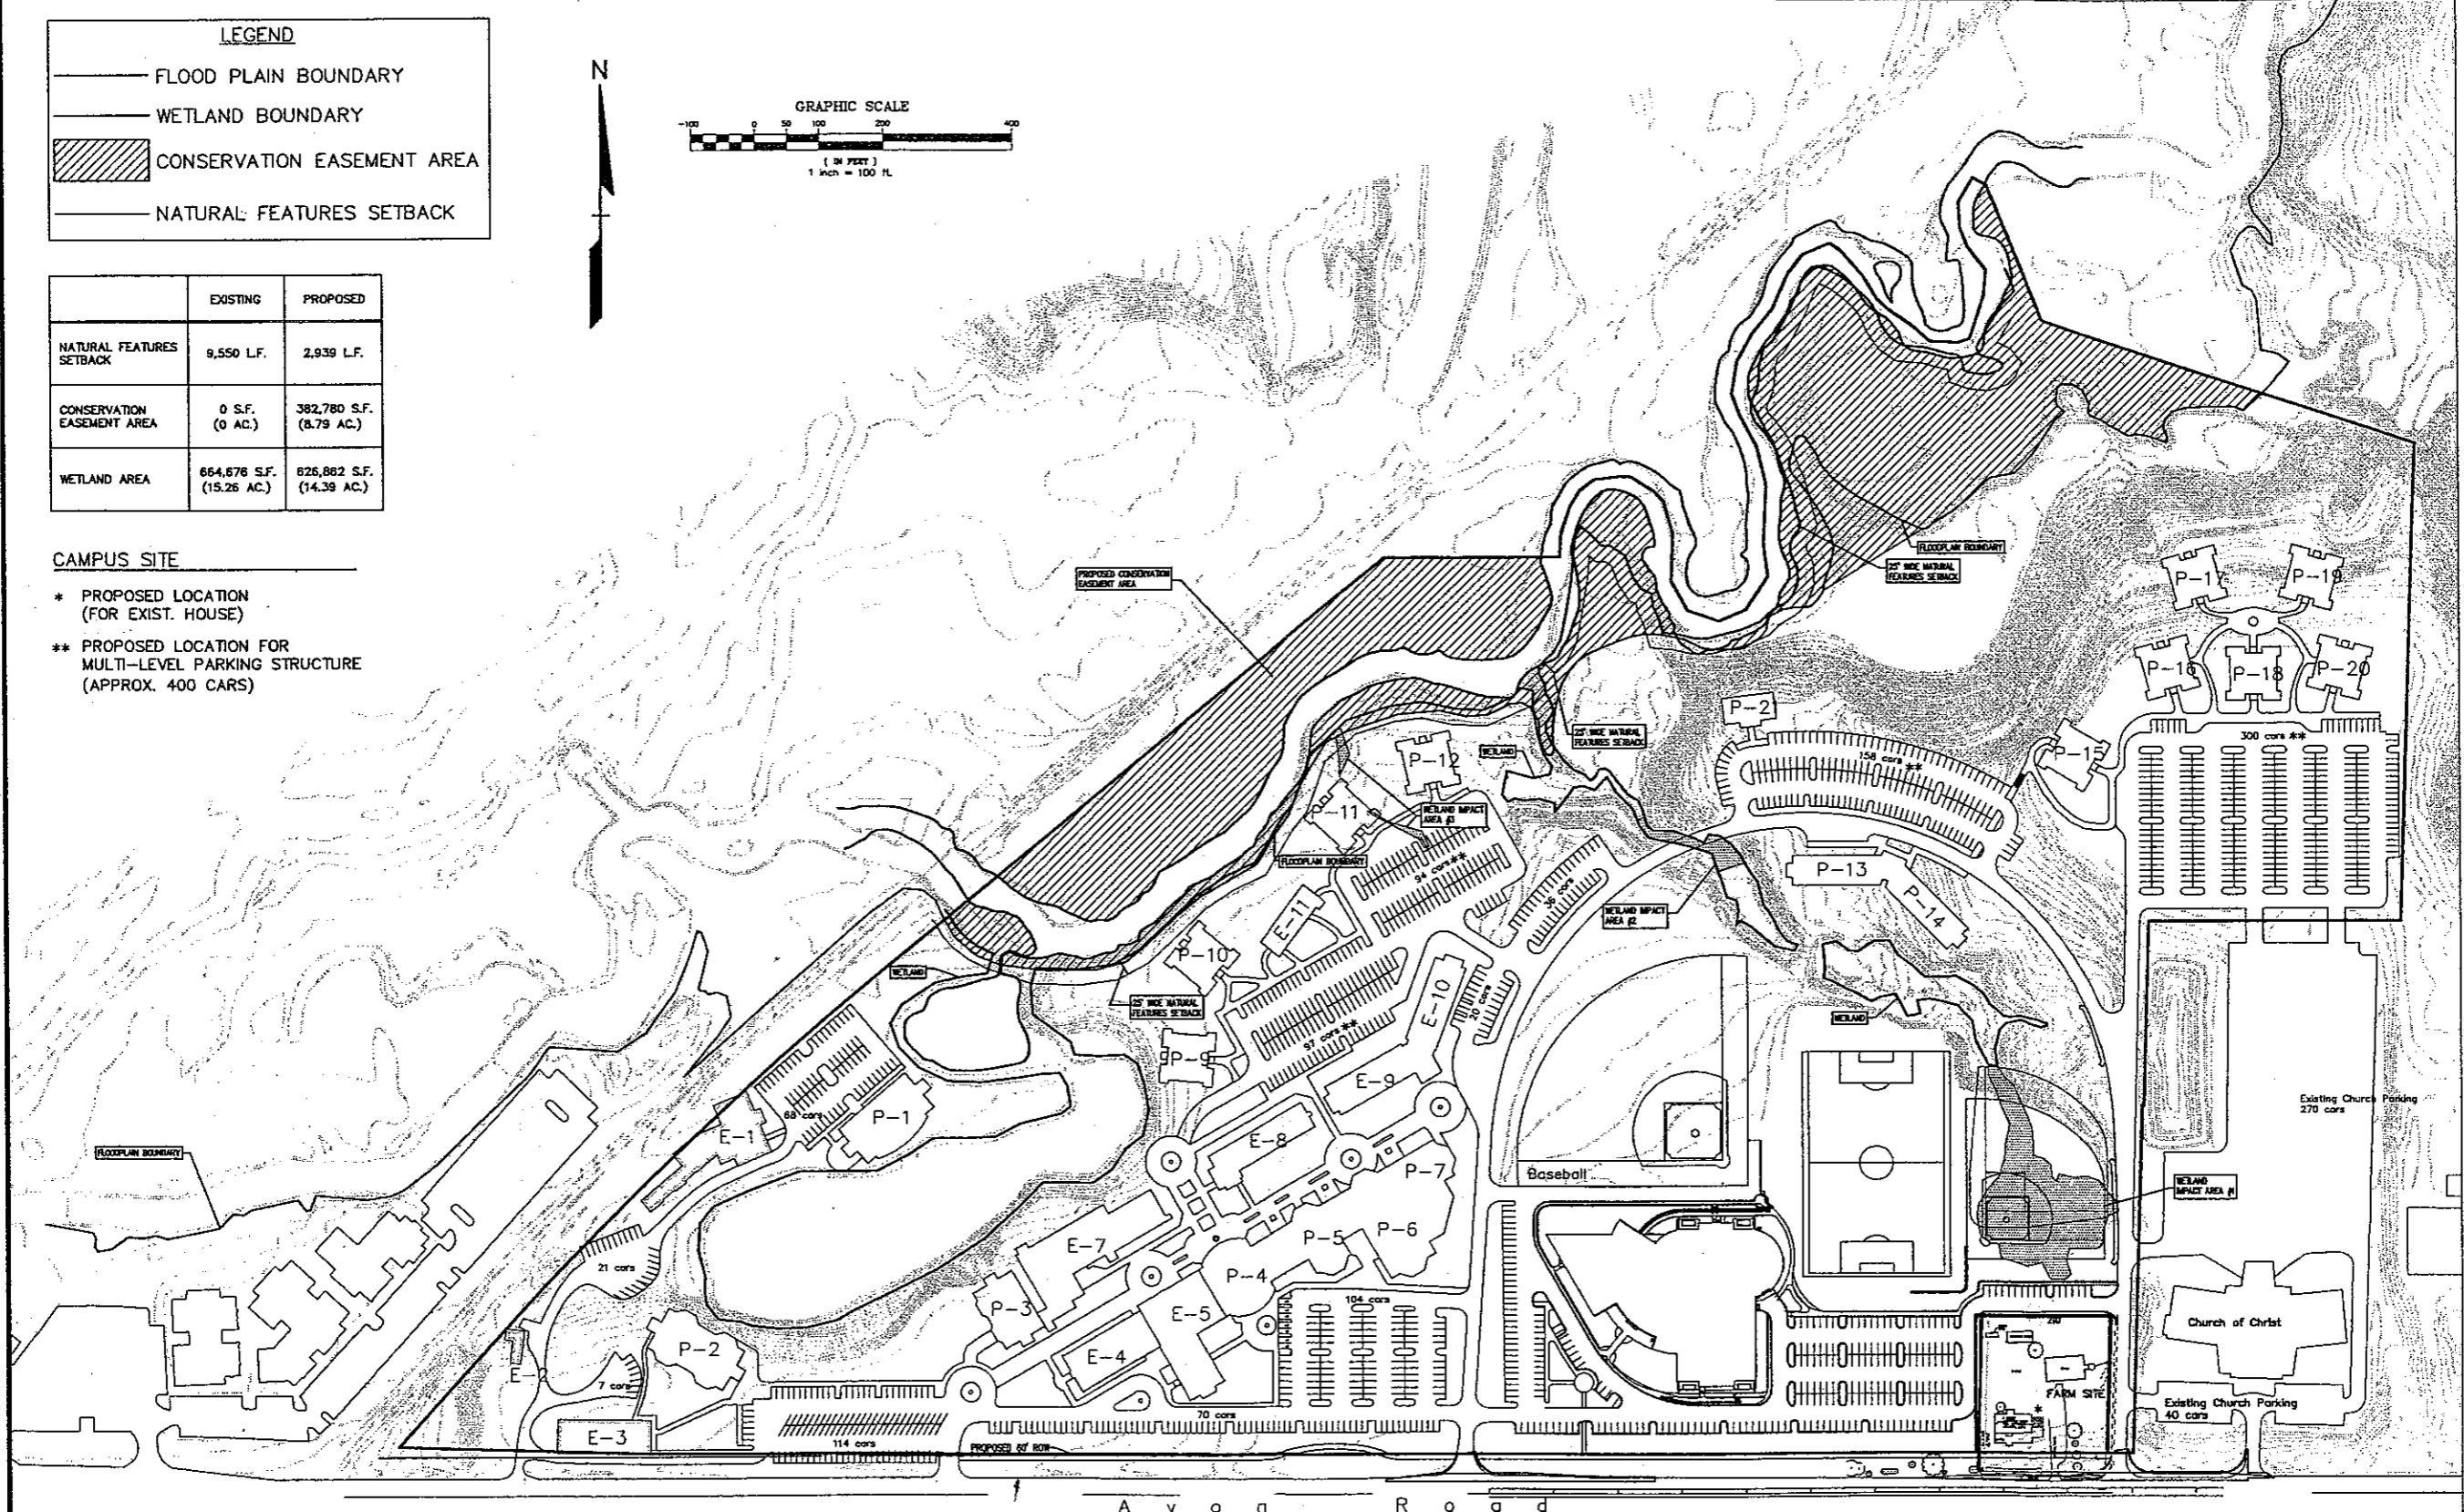 LEGEND
FLOOD PLAIN BOUNDARY
WETLAND BOUNDARY
CONSERVATION EASEMENT AREA
NATURAL FEATURES SETBACK
N
GRAPHIC SCALE
-100 0 50 100 200 400
( IN FEET )
1 inch = 100 ft.
EXISTING PROPOSED
NATURAL FEATURES SETBACK 9,550 L.F. 2,939 L.F.
CONSERVATION EASEMENT AREA 0 S.F. (0 AC.) 382,780 S.F. (8.79 AC.)
WETLAND AREA 664,676 S.F. (15.26 AC.) 626,882 S.F. (14.39 AC.)
CAMPUS SITE
* PROPOSED LOCATION
(FOR EXIST. HOUSE)
** PROPOSED LOCATION FOR
MULTI-LEVEL PARKING STRUCTURE
(APPROX. 400 CARS)
PROPOSED CONSERVATION
EASEMENT AREA
FLOODPLAIN BOUNDARY
25' WIDE NATURAL
FEATURES SETBACK
P-17
P-19
P-16
P-18
P-20
P-2
25' WIDE NATURAL
FEATURES SETBACK
WETLAND
300 cars **
P-15
158 cars **
P-12
P-11
WETLAND IMPACT
AREA #3
FLOODPLAIN BOUNDARY
94 cars **
36 cars
P-13
P-14
WETLAND IMPACT
AREA #2
E-11
P-10
WETLAND
25' WIDE NATURAL
FEATURES SETBACK
E-10
20 cars
WETLAND
97 cars **
P-9
E-9
68 cars
P-1
E-1
E-8
Existing Church Parking
270 cars
FLOODPLAIN BOUNDARY
Baseball
P-7
WETLAND
IMPACT AREA #1
E-7
P-5
P-6
21 cars
P-4
P-3
104 cars
E-5
P-2
E-4
Church of Christ
E-2
7 cars
FARM SITE
*
Existing Church Parking
40 cars
E-3
70 cars
114 cars
PROPOSED 60' ROW
A v o n R o a d